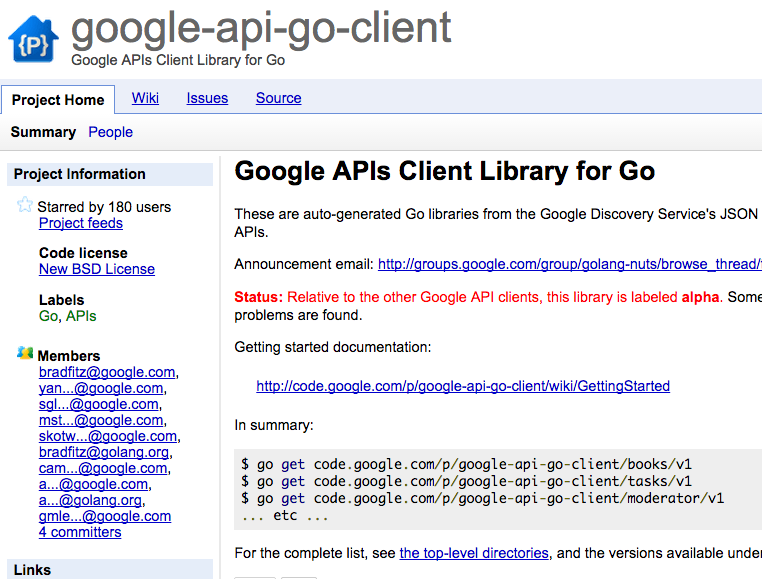 google-api-go-client
Google APIs Client Library for Go
Project Home Wiki Issues Source
Summary People
Project Information
Starred by 180 users
Project feeds
Code license
New BSD License
Labels
Go, APIs
Members
bradfitz@google.com,
yan...@google.com,
sgl...@google.com,
mst...@google.com,
skotw...@google.com,
bradfitz@golang.org,
cam...@google.com,
a...@google.com,
a...@golang.org,
gmle...@google.com
4 committers
Links
Google APIs Client Library for Go
These are auto-generated Go libraries from the Google Discovery Service's JSON
APIs.
Announcement email: http://groups.google.com/group/golang-nuts/browse_thread/
Status: Relative to the other Google API clients, this library is labeled alpha. Some
problems are found.
Getting started documentation:
http://code.google.com/p/google-api-go-client/wiki/GettingStarted
In summary:
$ go get code.google.com/p/google-api-go-client/books/v1
$ go get code.google.com/p/google-api-go-client/tasks/v1
$ go get code.google.com/p/google-api-go-client/moderator/v1
... etc ...
For the complete list, see the top-level directories, and the versions available under